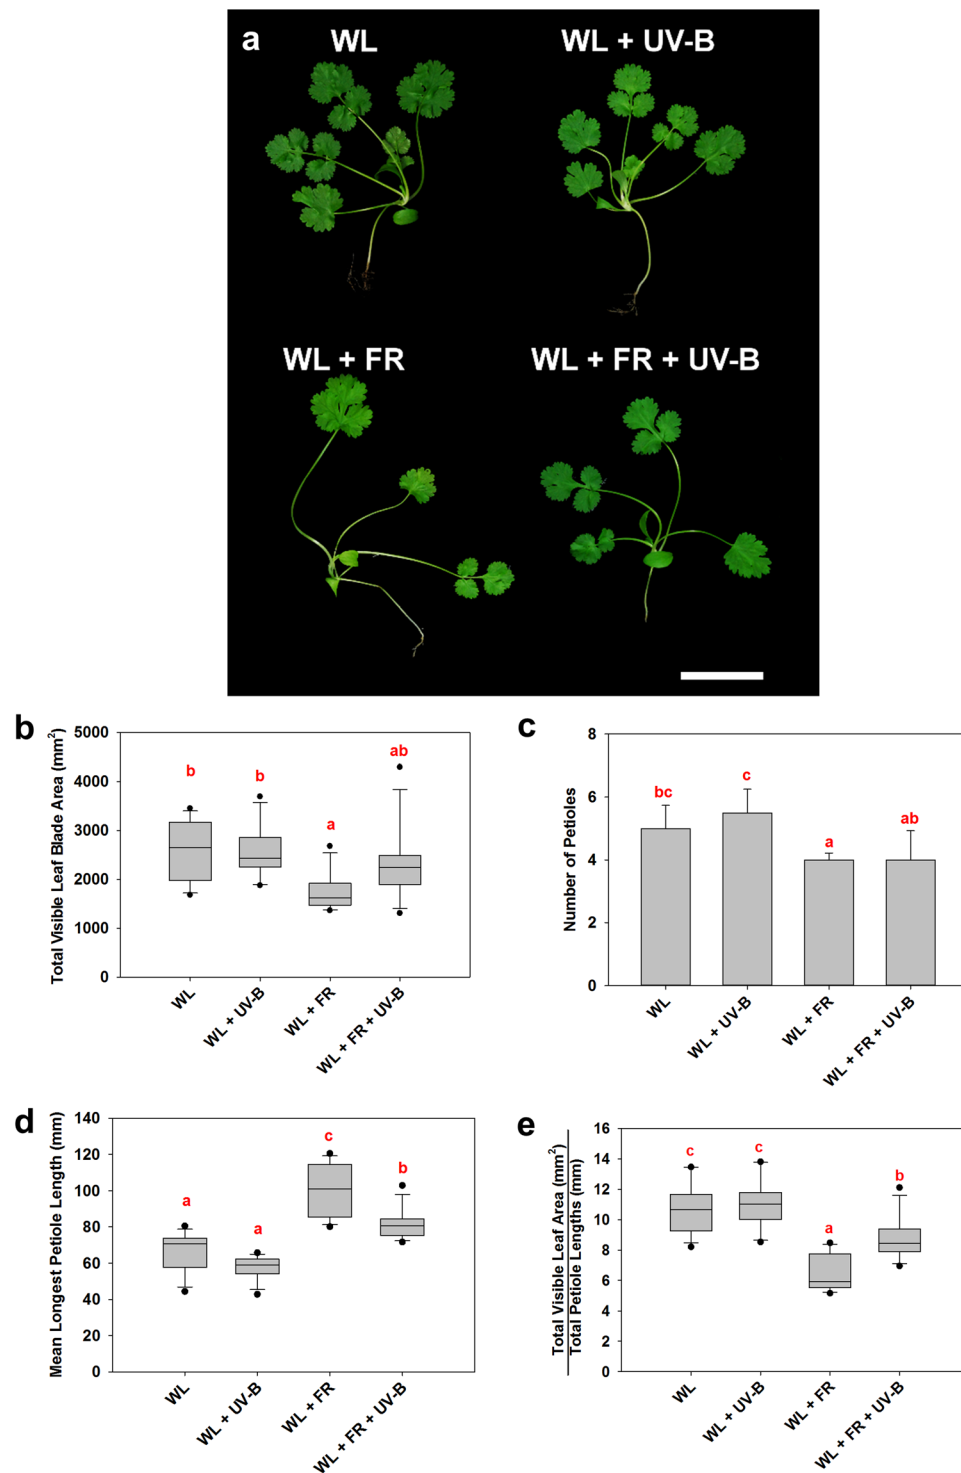 a
WL
WL + UV-B
WL + FR
WL + FR + UV-B
b
Total Visible Leaf Blade Area (mm²)
5000
4000
3000
2000
1000
0
b
b
a
ab
WL
WL + UV-B
WL + FR
WL + FR + UV-B
c
Number of Petioles
8
6
4
2
0
bc
c
a
ab
WL
WL + UV-B
WL + FR
WL + FR + UV-B
d
Mean Longest Petiole Length (mm)
140
120
100
80
60
40
20
0
a
a
c
b
WL
WL + UV-B
WL + FR
WL + FR + UV-B
e
Total Visible Leaf Area (mm²)
Total Petiole Lengths (mm)
16
14
12
10
8
6
4
2
0
c
c
a
b
WL
WL + UV-B
WL + FR
WL + FR + UV-B